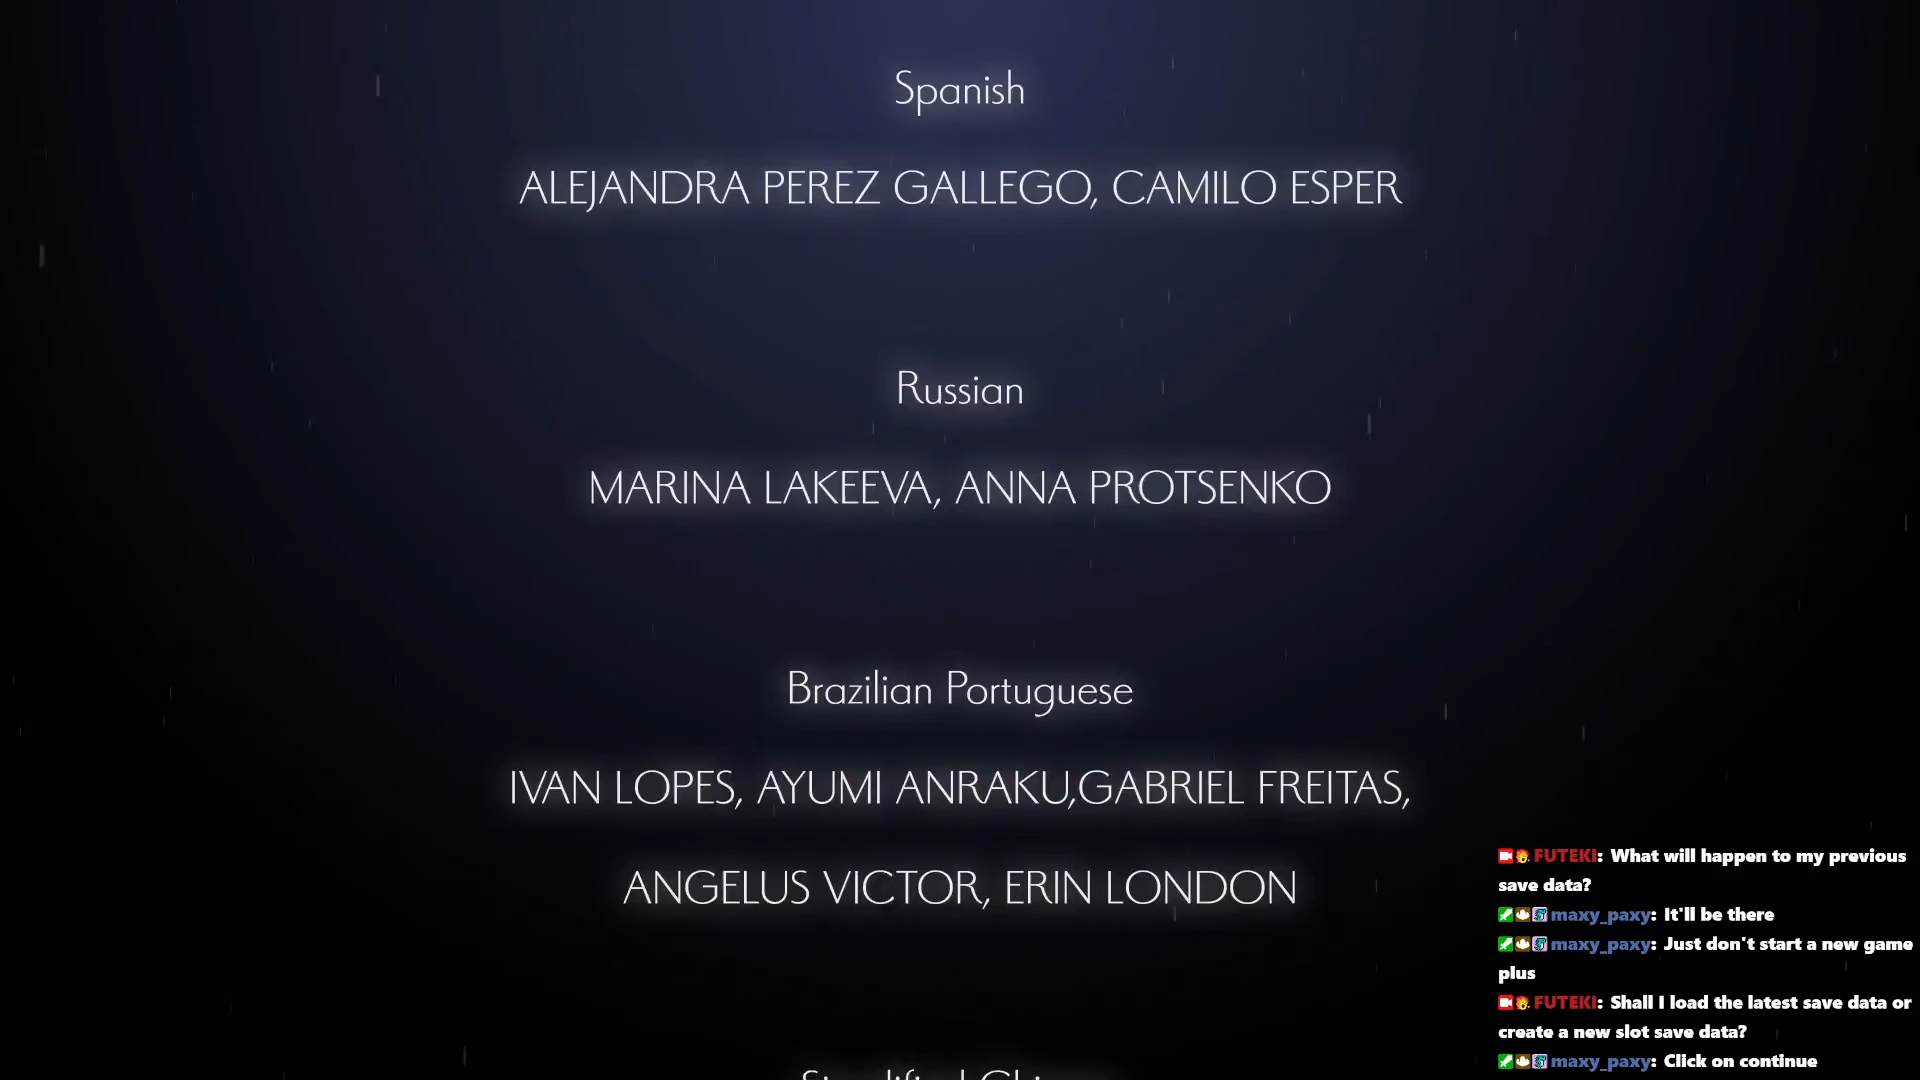 Spanish
ALEJANDRA PEREZ GALLEGO, CAMILO ESPER
Russian
MARINA LAKEEVA, ANNA PROTSENKO
Brazilian Portuguese
IVAN LOPES, AYUMI ANRAKU,GABRIEL FREITAS,
ANGELUS VICTOR, ERIN LONDON
FUTEKI: What will happen to my previous
save data?
maxy_paxy: It'll be there
maxy_paxy: Just don't start a new game
plus
FUTEKI: Shall I load the latest save data or
create a new slot save data?
maxy_paxy: Click on continue